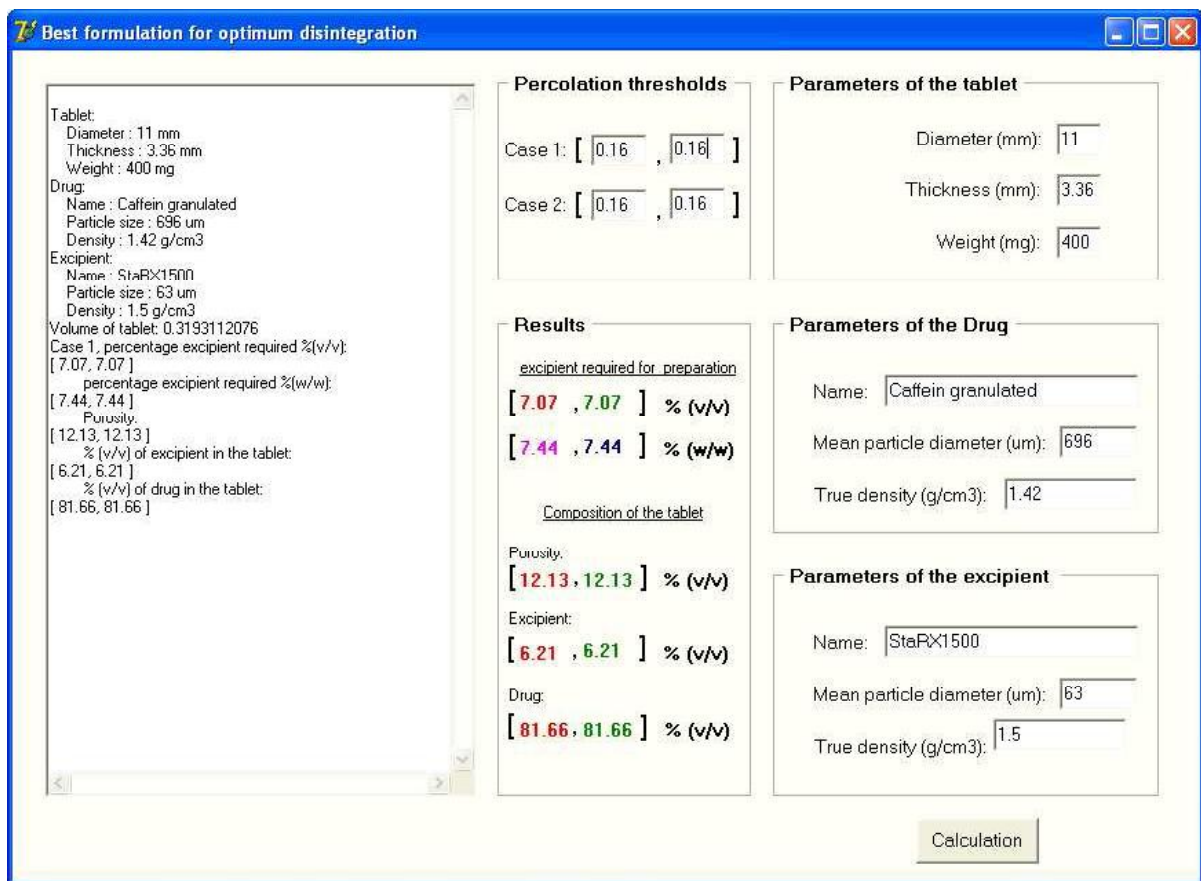 Best formulation for optimum disintegration
Tablet:
Diameter : 11 mm
Thickness : 3.36 mm
Weight : 400 mg
Drug:
Name : Caffein granulated
Particle size : 696 um
Density : 1.42 g/cm3
Excipient:
Name : StaRX1500
Particle size : 63 um
Density : 1.5 g/cm3
Volume of tablet: 0.3193112076
Case 1, percentage excipient required %(v/v):
[ 7.07, 7.07 ]
percentage excipient required %(w/w):
[ 7.44, 7.44 ]
Purusity.
[ 12.13, 12.13 ]
% (v/v) of excipient in the tablet:
[ 6.21, 6.21 ]
% (v/v) of drug in the tablet:
[ 81.66, 81.66 ]
Percolation thresholds
Case 1: [ 0.16 , 0.16 ]
Case 2: [ 0.16 , 0.16 ]
Results
excipient required for preparation
[ 7.07 , 7.07 ] % (v/v)
[ 7.44 , 7.44 ] % (w/w)
Composition of the tablet
Purusity.
[ 12.13 , 12.13 ] % (v/v)
Excipient:
[ 6.21 , 6.21 ] % (v/v)
Drug:
[ 81.66 , 81.66 ] % (v/v)
Parameters of the tablet
Diameter (mm): 11
Thickness (mm): 3.36
Weight (mg): 400
Parameters of the Drug
Name: Caffein granulated
Mean particle diameter (um): 696
True density (g/cm3): 1.42
Parameters of the excipient
Name: StaRX1500
Mean particle diameter (um): 63
True density (g/cm3): 1.5
Calculation